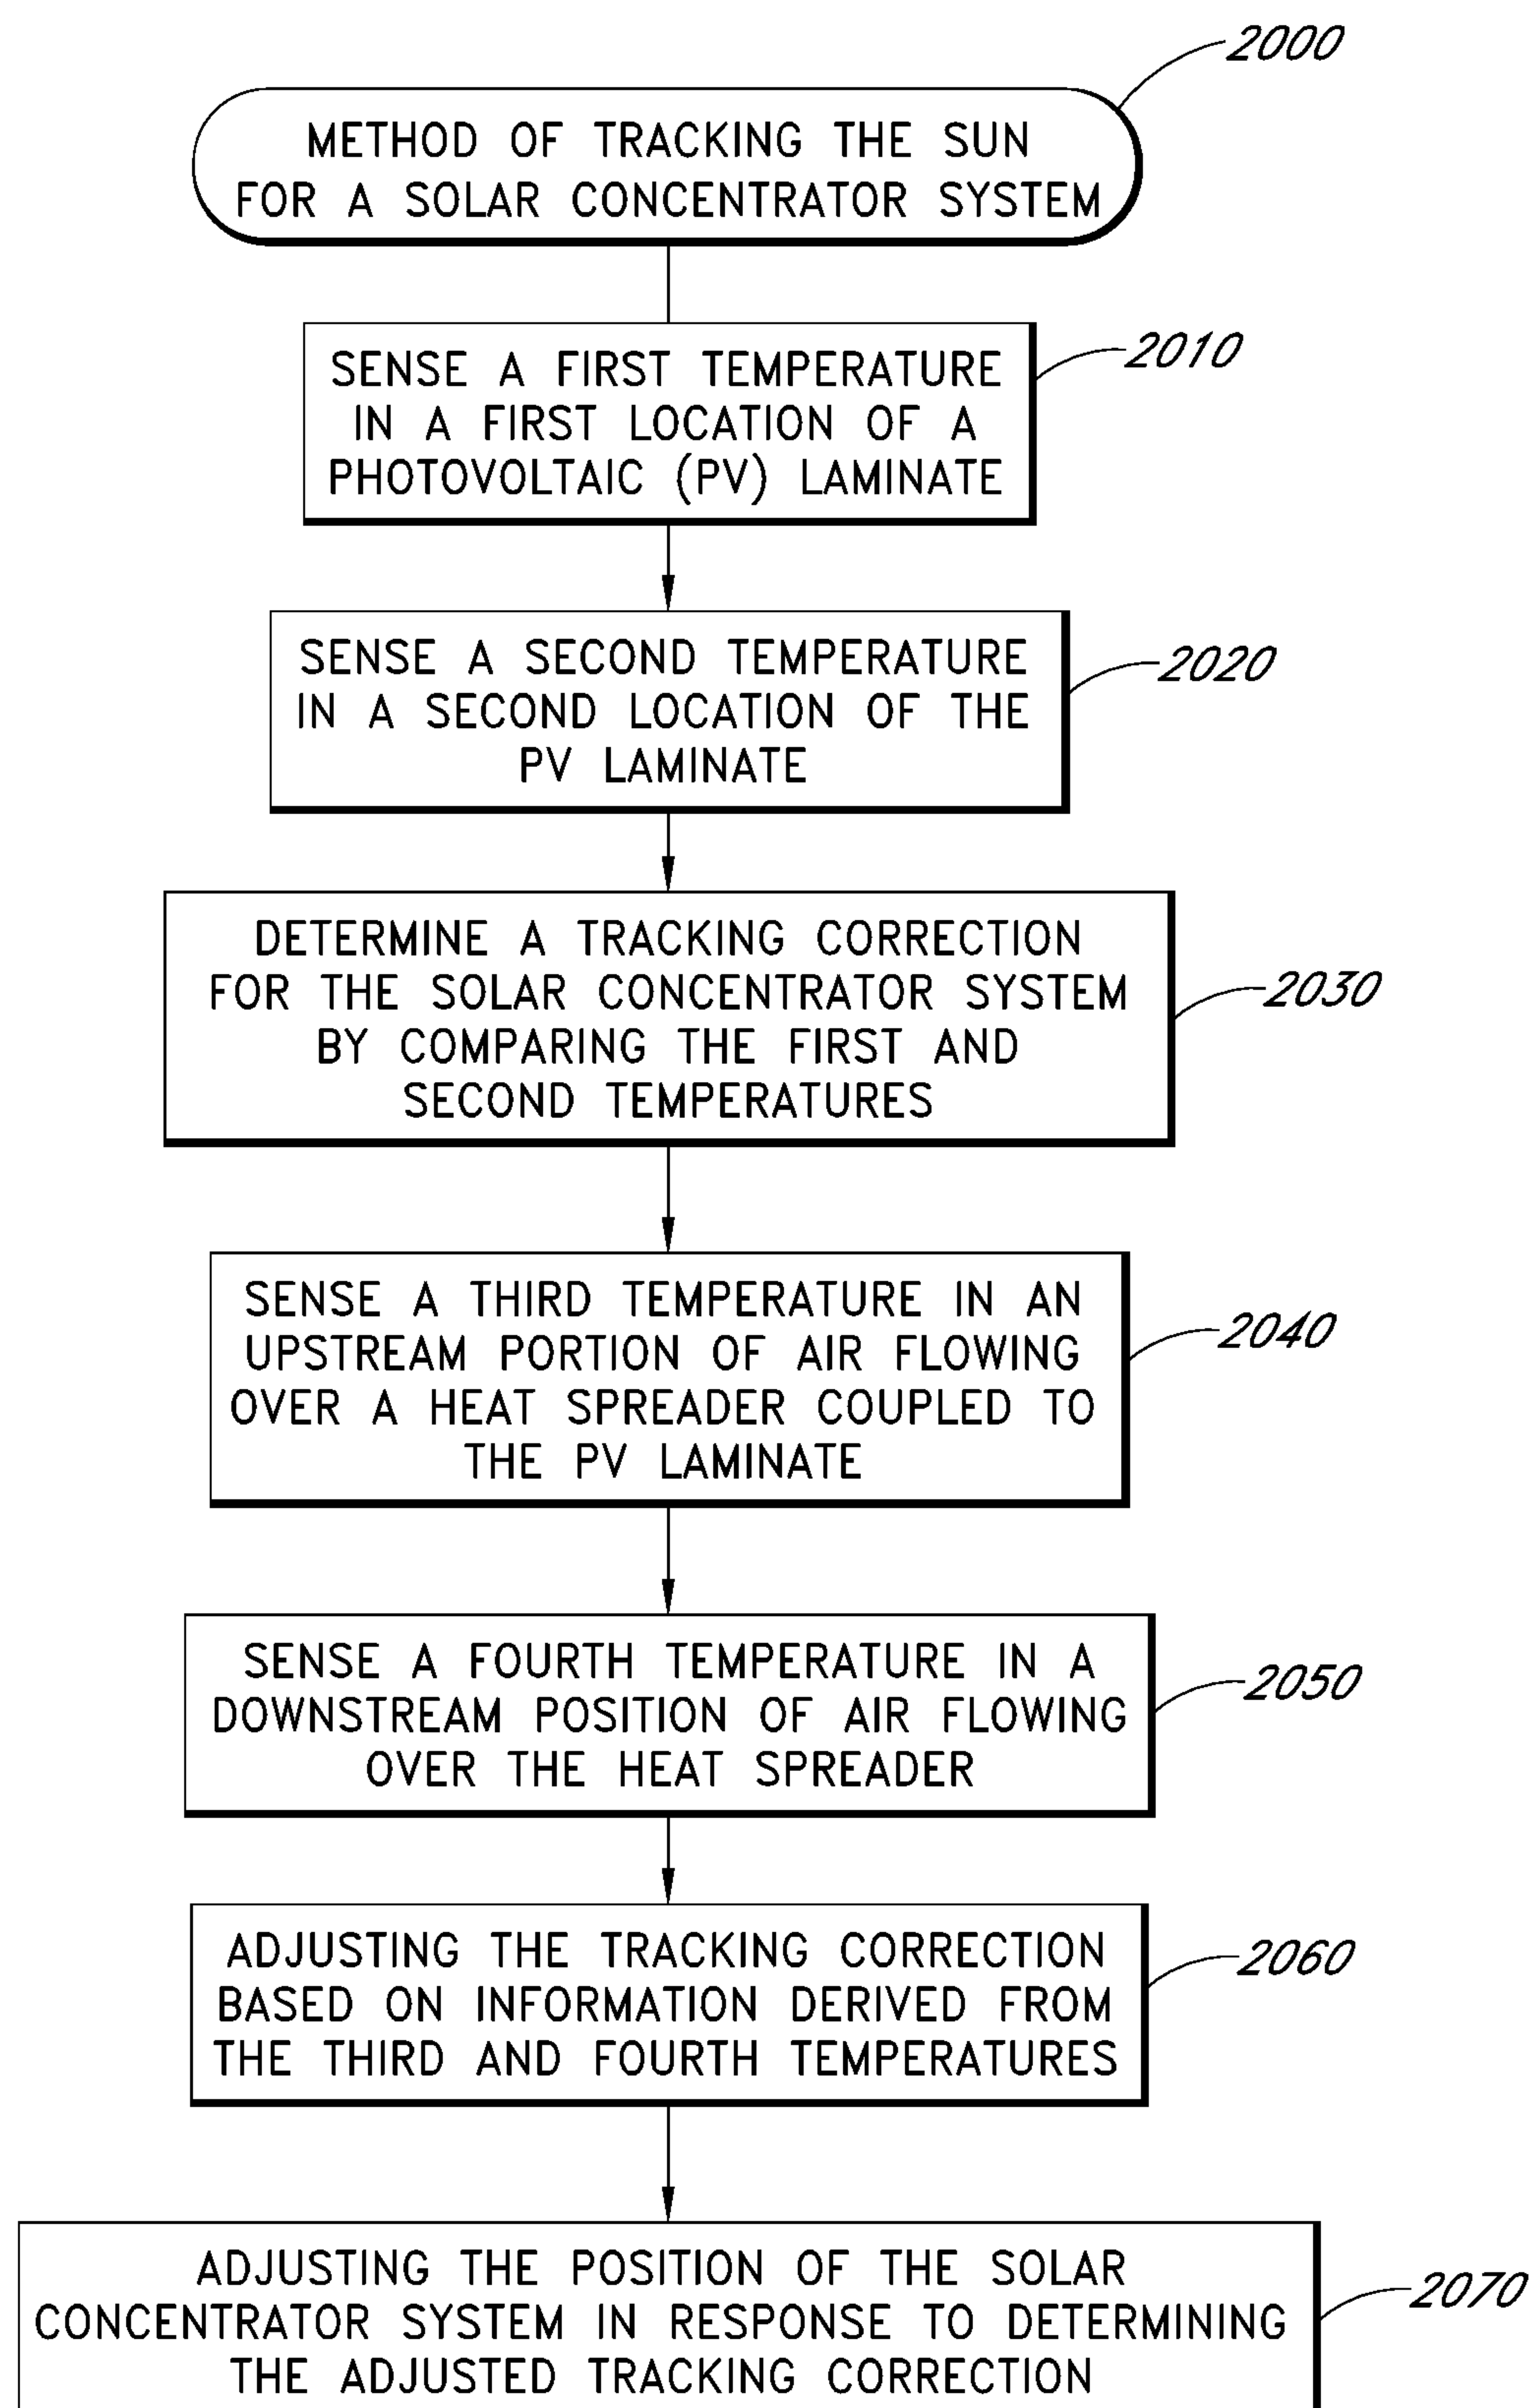 2000
METHOD OF TRACKING THE SUN
FOR A SOLAR CONCENTRATOR SYSTEM
2010
SENSE A FIRST TEMPERATURE
IN A FIRST LOCATION OF A
PHOTOVOLTAIC (PV) LAMINATE
2020
SENSE A SECOND TEMPERATURE
IN A SECOND LOCATION OF THE
PV LAMINATE
2030
DETERMINE A TRACKING CORRECTION
FOR THE SOLAR CONCENTRATOR SYSTEM
BY COMPARING THE FIRST AND
SECOND TEMPERATURES
2040
SENSE A THIRD TEMPERATURE IN AN
UPSTREAM PORTION OF AIR FLOWING
OVER A HEAT SPREADER COUPLED TO
THE PV LAMINATE
2050
SENSE A FOURTH TEMPERATURE IN A
DOWNSTREAM POSITION OF AIR FLOWING
OVER THE HEAT SPREADER
2060
ADJUSTING THE TRACKING CORRECTION
BASED ON INFORMATION DERIVED FROM
THE THIRD AND FOURTH TEMPERATURES
2070
ADJUSTING THE POSITION OF THE SOLAR
CONCENTRATOR SYSTEM IN RESPONSE TO DETERMINING
THE ADJUSTED TRACKING CORRECTION